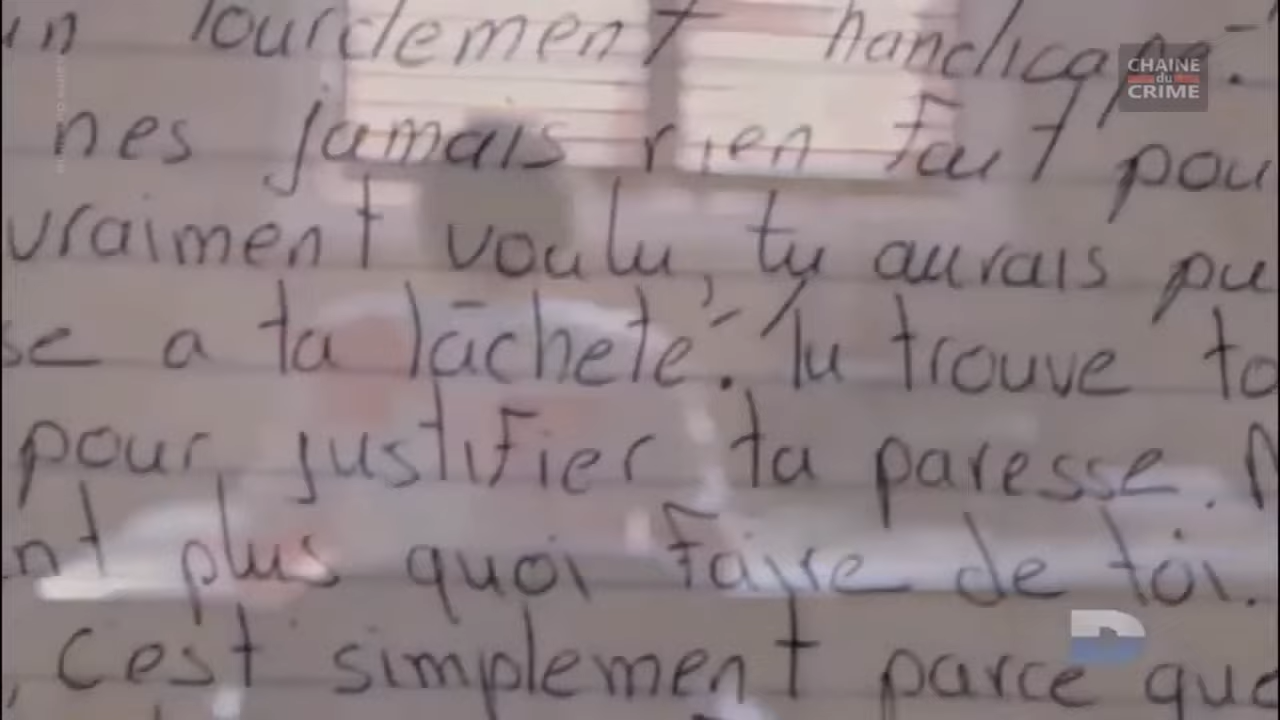 un lourdement handicapé.
CHAINE
du
CRIME
nes jamais rien fait pou
vraiment voulu, tu aurais pu
se a ta lâcheté. Tu trouve to
pour justifier ta paresse.
nt plus quoi faire de toi.
, C'est simplement parce que
D